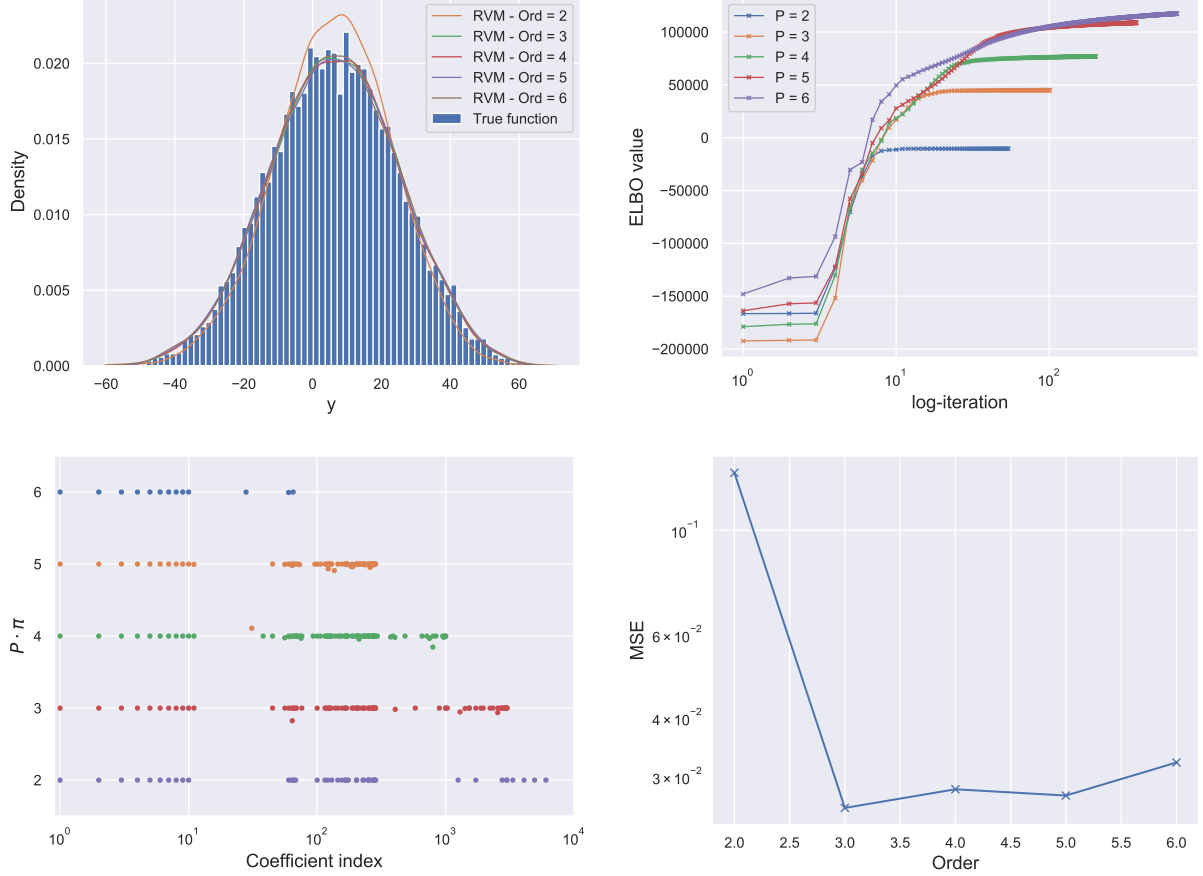 RVM - Ord = 2
RVM - Ord = 3
RVM - Ord = 4
RVM - Ord = 5
RVM - Ord = 6
True function
0.020
0.015
0.010
0.005
0.000
Density
−60 −40 −20 0 20 40 60
y
P = 2
P = 3
P = 4
P = 5
P = 6
100000
50000
0
−50000
−100000
−150000
−200000
ELBO value
10^0 10^1 10^2
log-iteration
6
5
4
3
2
P · π
10^0 10^1 10^2 10^3 10^4
Coefficient index
10^−1
6 × 10^−2
4 × 10^−2
3 × 10^−2
MSE
2.0 2.5 3.0 3.5 4.0 4.5 5.0 5.5 6.0
Order